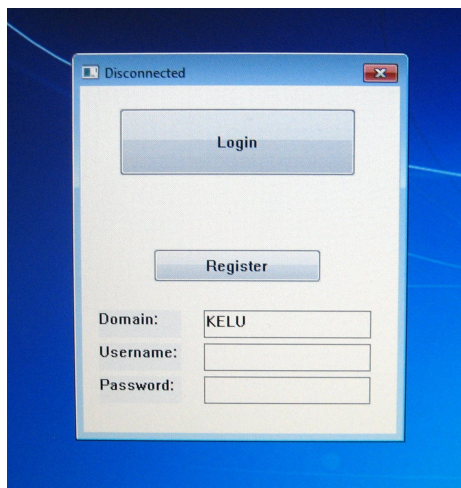 Disconnected
Login
Register
Domain: KELU
Username:
Password: